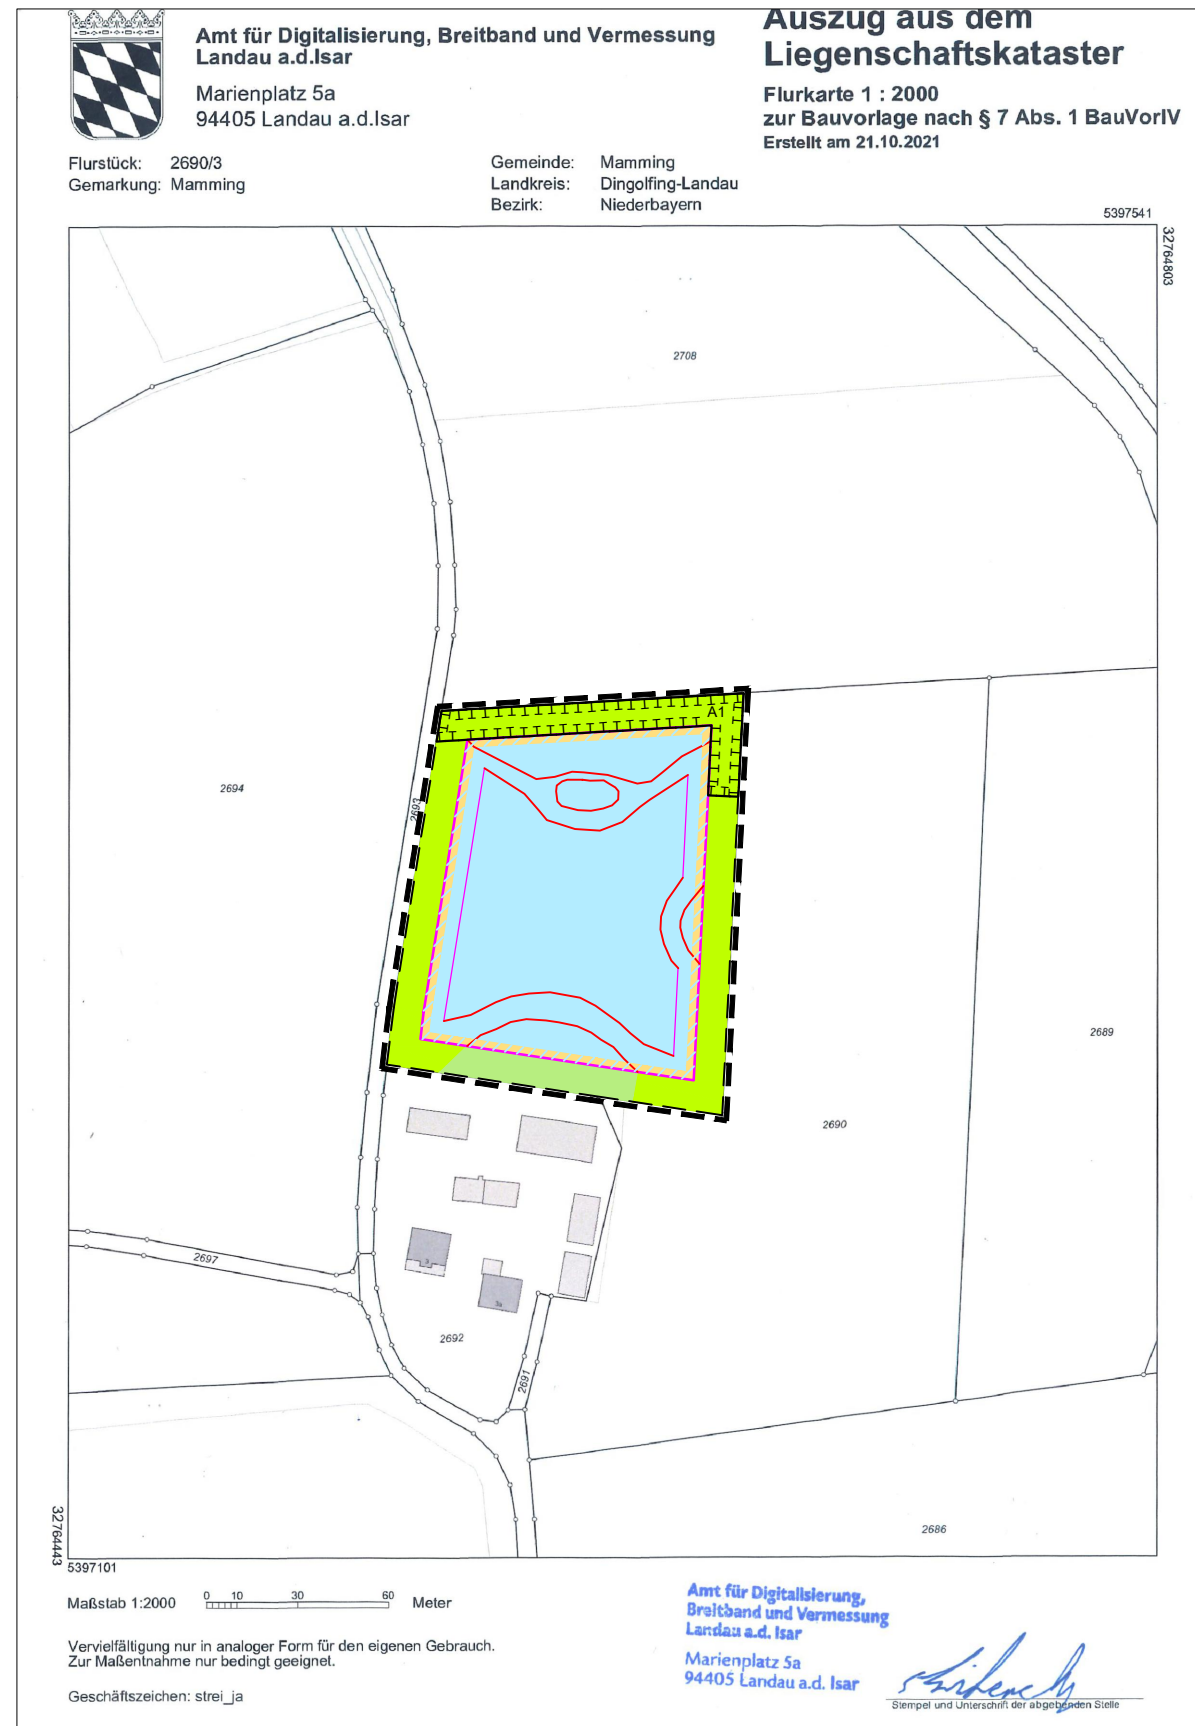 Amt für Digitalisierung, Breitband und Vermessung
Landau a.d.Isar
Marienplatz 5a
94405 Landau a.d.Isar
Auszug aus dem
Liegenschaftskataster
Flurkarte 1 : 2000
zur Bauvorlage nach § 7 Abs. 1 BauVorlV
Erstellt am 21.10.2021
Flurstück: 2690/3
Gemarkung: Mamming
Gemeinde: Mamming
Landkreis: Dingolfing-Landau
Bezirk: Niederbayern
5397541
32764803
2708
A1
2694
2693
2689
2690
2697
3
3a
2692
2691
2686
32764443
5397101
Maßstab 1:2000 0 10 30 60 Meter
Vervielfältigung nur in analoger Form für den eigenen Gebrauch.
Zur Maßentnahme nur bedingt geeignet.
Geschäftszeichen: strei_ja
Amt für Digitalisierung,
Breitband und Vermessung
Landau a.d. Isar
Marienplatz 5a
94405 Landau a.d. Isar
Stempel und Unterschrift der abgebenden Stelle